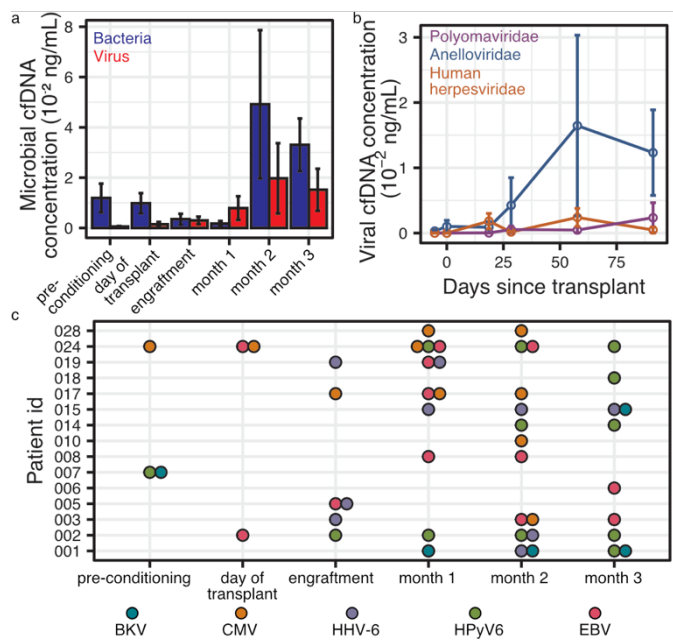 a
Microbial cfDNA
concentration (10⁻² ng/mL)
8
6
4
2
0
Bacteria
Virus
pre-
conditioning
day of
transplant
engraftment
month 1
month 2
month 3
b
Viral cfDNA concentration
(10⁻² ng/mL)
3
2
1
0
Polyomaviridae
Anelloviridae
Human
herpesviridae
0
25
50
75
Days since transplant
c
Patient id
028
024
019
018
017
015
014
010
008
007
006
005
003
002
001
pre-conditioning
day of
transplant
engraftment
month 1
month 2
month 3
BKV
CMV
HHV-6
HPyV6
EBV